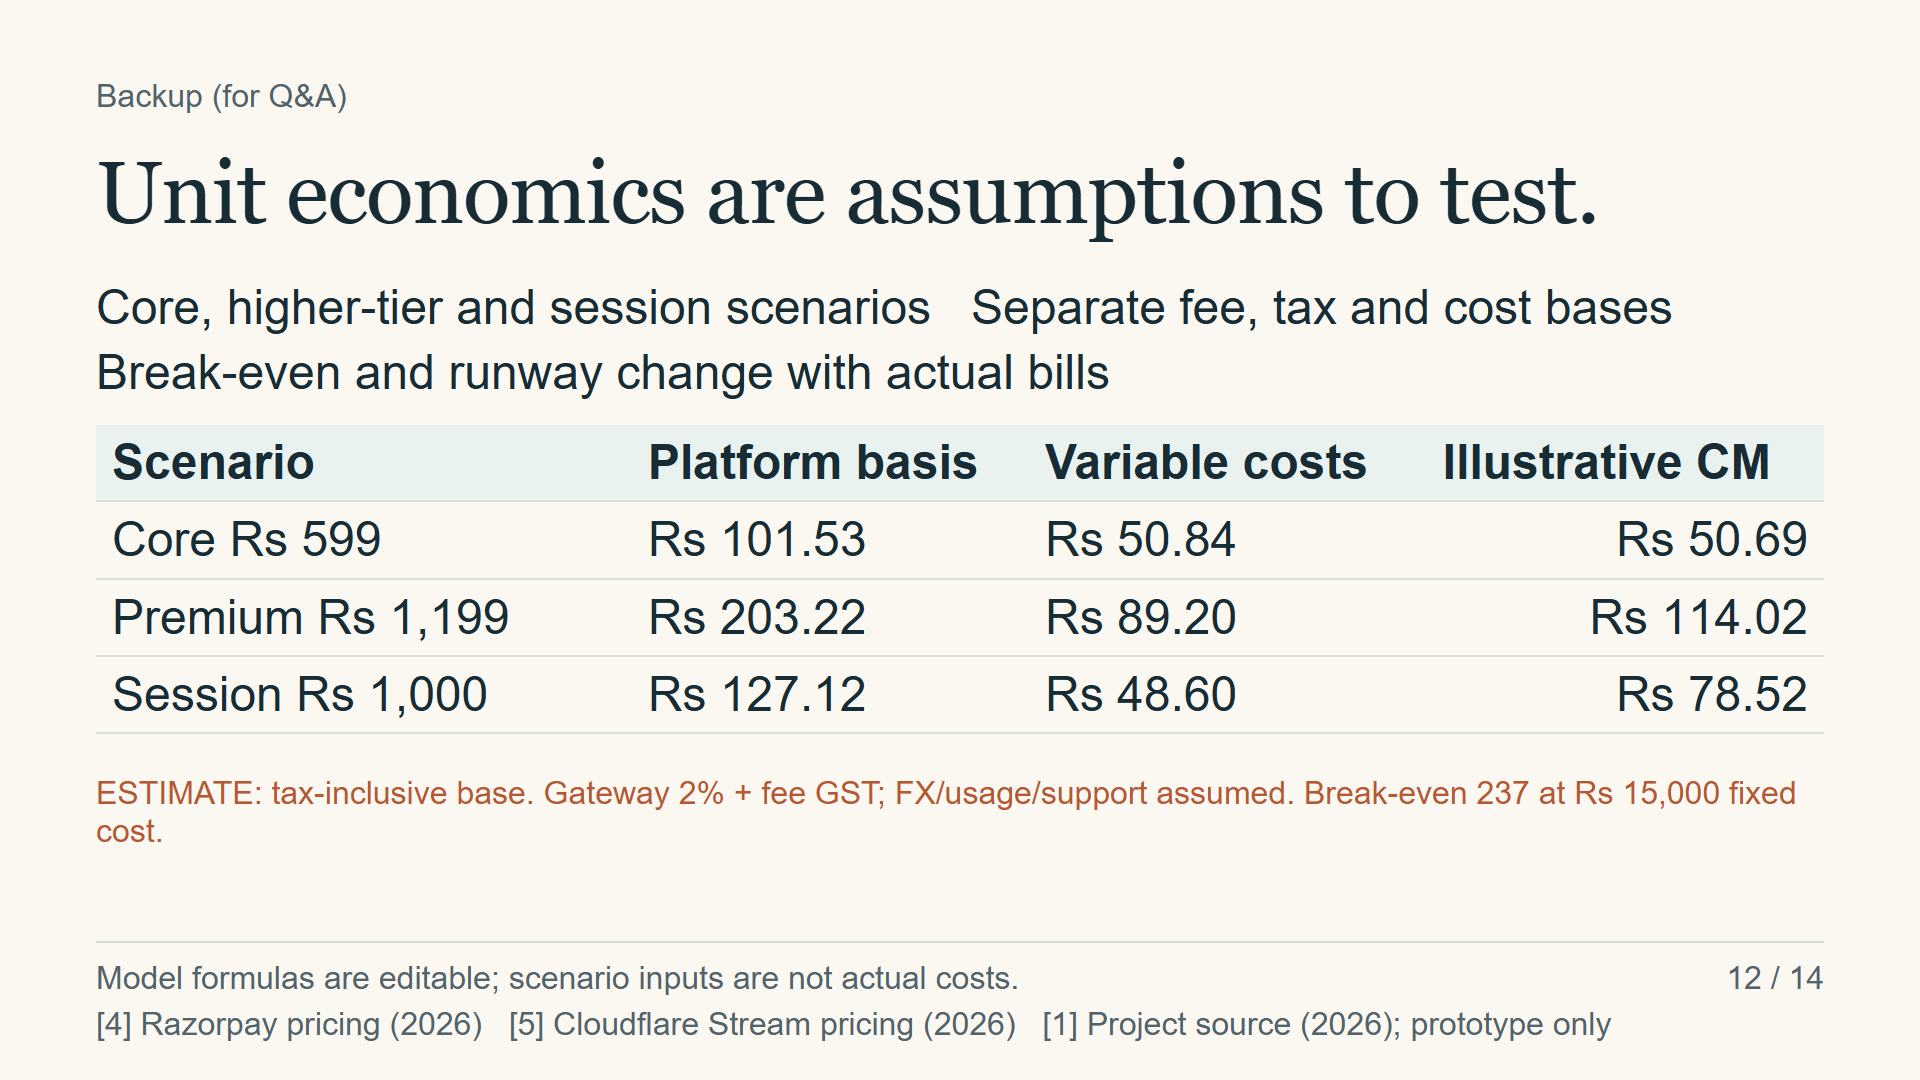 Backup (for Q&A)
Unit economics are assumptions to test.
Core, higher-tier and session scenarios   Separate fee, tax and cost bases
Break-even and runway change with actual bills
Scenario   Platform basis   Variable costs   Illustrative CM
Core Rs 599   Rs 101.53   Rs 50.84   Rs 50.69
Premium Rs 1,199   Rs 203.22   Rs 89.20   Rs 114.02
Session Rs 1,000   Rs 127.12   Rs 48.60   Rs 78.52
ESTIMATE: tax-inclusive base. Gateway 2% + fee GST; FX/usage/support assumed. Break-even 237 at Rs 15,000 fixed
cost.
Model formulas are editable; scenario inputs are not actual costs.   12 / 14
[4] Razorpay pricing (2026)   [5] Cloudflare Stream pricing (2026)   [1] Project source (2026); prototype only